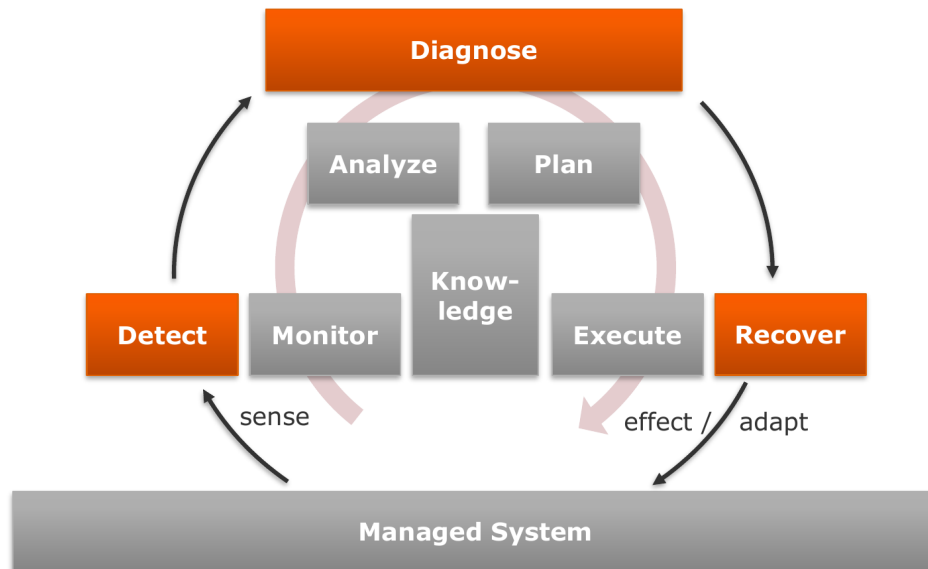 Diagnose
Analyze
Plan
Know-
ledge
Detect
Monitor
Execute
Recover
sense
effect / adapt
Managed System